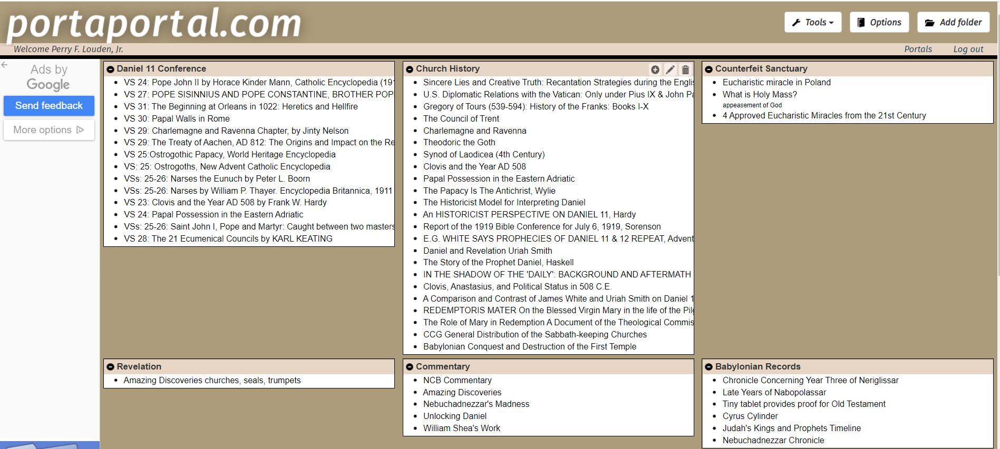 portaportal.com
Tools
Options
Add folder
Welcome Perry F. Louden, Jr.
Portals
Log out
Ads by
Google
Send feedback
More options
Daniel 11 Conference
VS 24: Pope John II by Horace Kinder Mann, Catholic Encyclopedia (19
VS 27: POPE SISINNIUS AND POPE CONSTANTINE, BROTHER POP
VS 31: The Beginning at Orleans in 1022: Heretics and Hellfire
VS 30: Papal Walls in Rome
VS 29: Charlemagne and Ravenna Chapter, by Jinty Nelson
VS 29: The Treaty of Aachen, AD 812: The Origins and Impact on the Re
VS 25:Ostrogothic Papacy, World Heritage Encyclopedia
VS: 25: Ostrogoths, New Advent Catholic Encyclopedia
VSs: 25-26: Narses the Eunuch by Peter L. Boorn
VSs: 25-26: Narses by William P. Thayer. Encyclopedia Britannica, 1911
VS 23: Clovis and the Year AD 508 by Frank W. Hardy
VS 24: Papal Possession in the Eastern Adriatic
VSs: 25-26: Saint John I, Pope and Martyr: Caught between two masters
VS 28: The 21 Ecumenical Councils by KARL KEATING
Church History
Sincere Lies and Creative Truth: Recantation Strategies during the Englis
U.S. Diplomatic Relations with the Vatican: Only under Pius IX & John Pa
Gregory of Tours (539-594): History of the Franks: Books I-X
The Council of Trent
Charlemagne and Ravenna
Theodoric the Goth
Synod of Laodicea (4th Century)
Clovis and the Year AD 508
Papal Possession in the Eastern Adriatic
The Papacy Is The Antichrist, Wylie
The Historicist Model for Interpreting Daniel
An HISTORICIST PERSPECTIVE ON DANIEL 11, Hardy
Report of the 1919 Bible Conference for July 6, 1919, Sorenson
E.G. WHITE SAYS PROPHECIES OF DANIEL 11 & 12 REPEAT, Advent
Daniel and Revelation Uriah Smith
The Story of the Prophet Daniel, Haskell
IN THE SHADOW OF THE 'DAILY': BACKGROUND AND AFTERMATH
Clovis, Anastasius, and Political Status in 508 C.E.
A Comparison and Contrast of James White and Uriah Smith on Daniel 1
REDEMPTORIS MATER On the Blessed Virgin Mary in the life of the Pilg
The Role of Mary in Redemption A Document of the Theological Commis
CCG General Distribution of the Sabbath-keeping Churches
Babylonian Conquest and Destruction of the First Temple
Counterfeit Sanctuary
Eucharistic miracle in Poland
What is Holy Mass?
appeasement of God
4 Approved Eucharistic Miracles from the 21st Century
Revelation
Amazing Discoveries churches, seals, trumpets
Commentary
NCB Commentary
Amazing Discoveries
Nebuchadnezzar's Madness
Unlocking Daniel
William Shea's Work
Babylonian Records
Chronicle Concerning Year Three of Neriglissar
Late Years of Nabopolassar
Tiny tablet provides proof for Old Testament
Cyrus Cylinder
Judah's Kings and Prophets Timeline
Nebuchadnezzar Chronicle